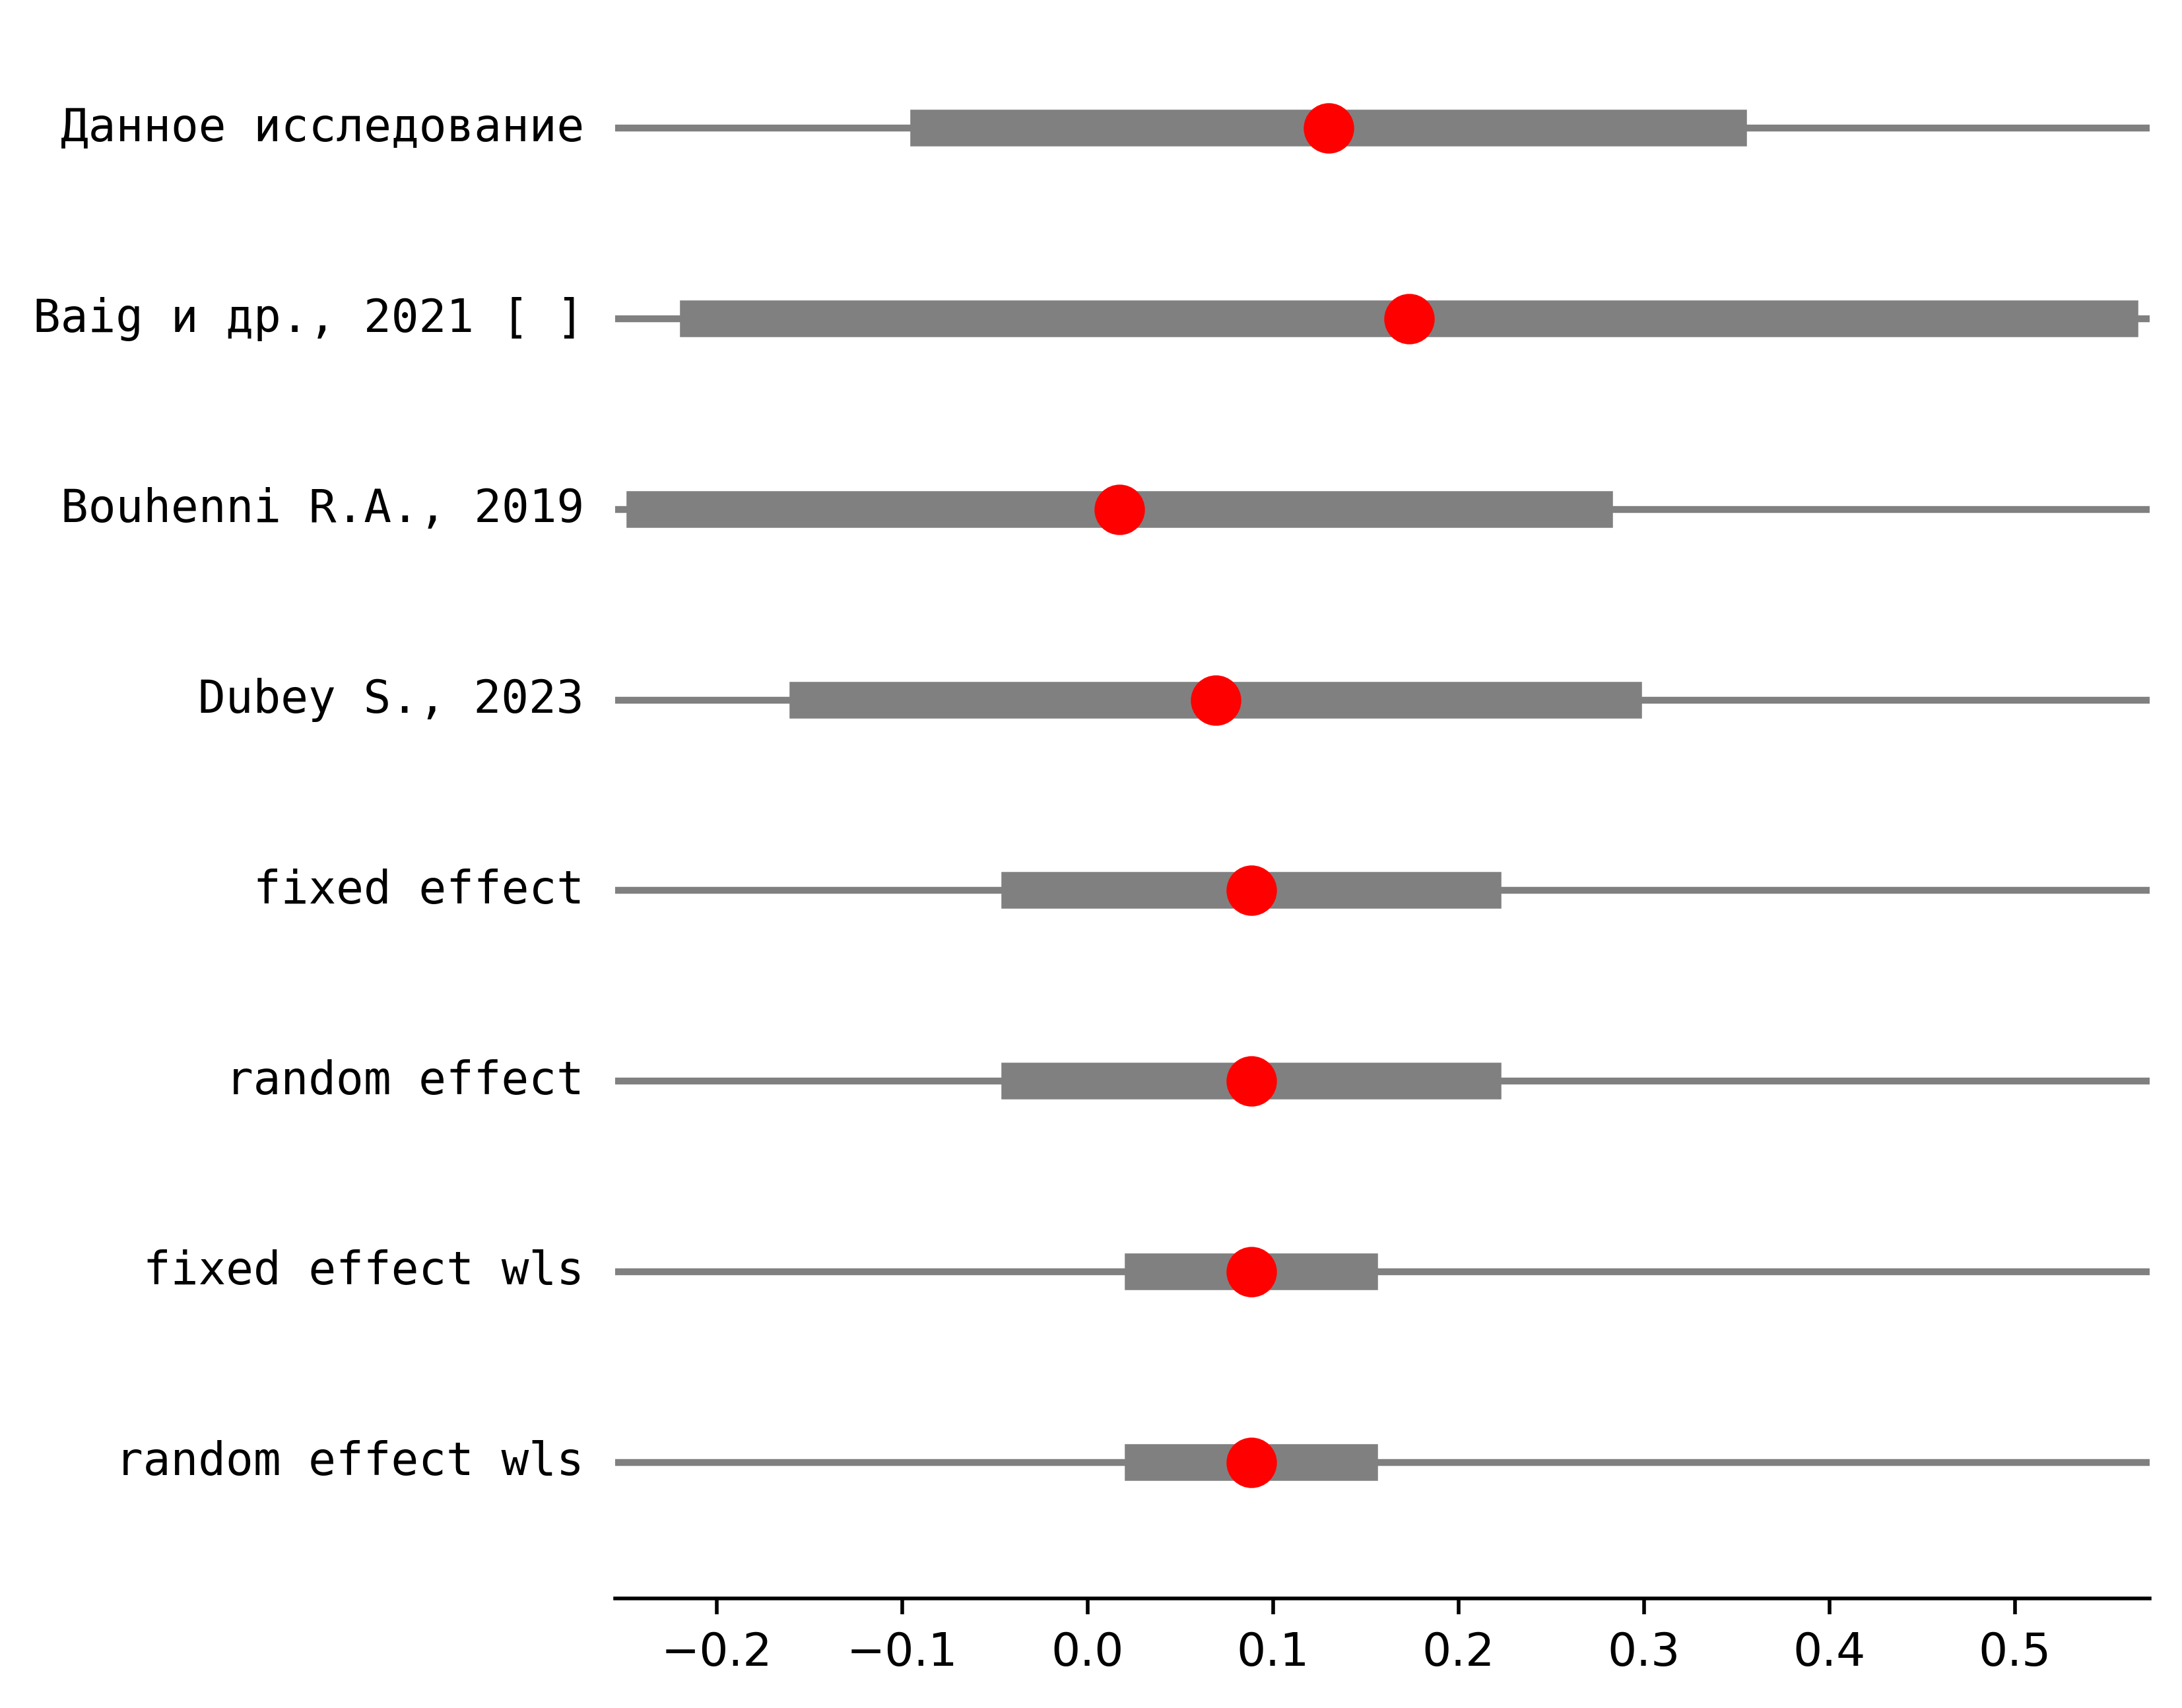 Данное исследование
Baig и др., 2021 [ ]
Bouhenni R.A., 2019
Dubey S., 2023
fixed effect
random effect
fixed effect wls
random effect wls
−0.2 −0.1 0.0 0.1 0.2 0.3 0.4 0.5